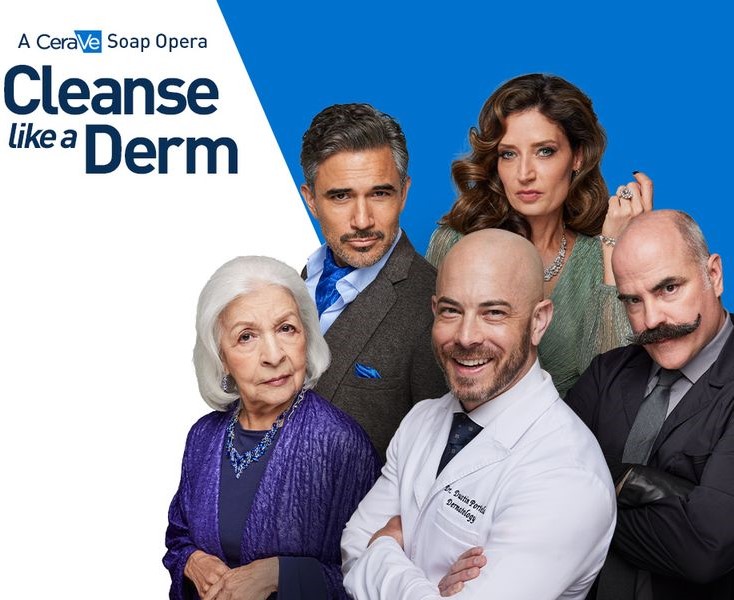 A CeraVe Soap Opera
Cleanse
like a Derm
Dr. Dustin Portela
Dermatology